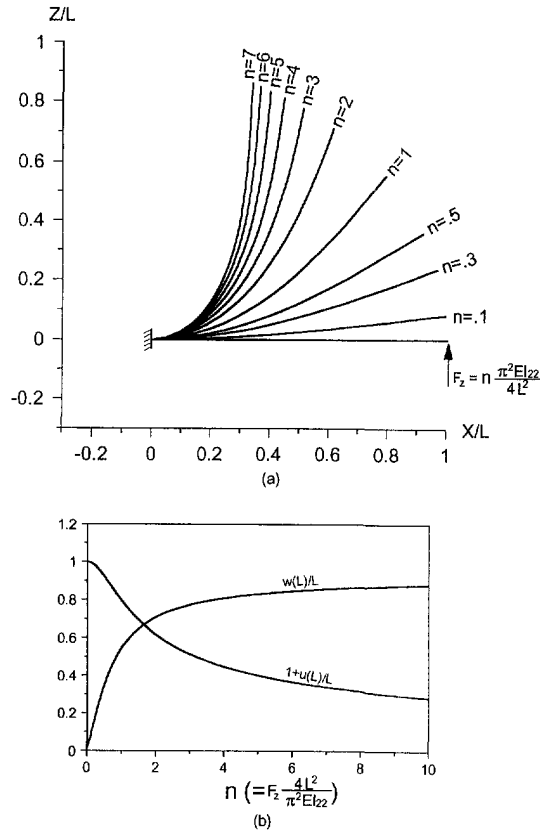 Z/L
1
0.8
0.6
0.4
0.2
0
-0.2
n=7
n=6
n=5
n=4
n=3
n=2
n=1
n=.5
n=.3
n=.1
F_z = n π²EI₂₂/4L²
-0.2 0 0.2 0.4 0.6 0.8 1
X/L
(a)
1.2
1
0.8
0.6
0.4
0.2
0
w(L)/L
1+u(L)/L
0 2 4 6 8 10
n (=F_z 4L²/π²EI₂₂)
(b)